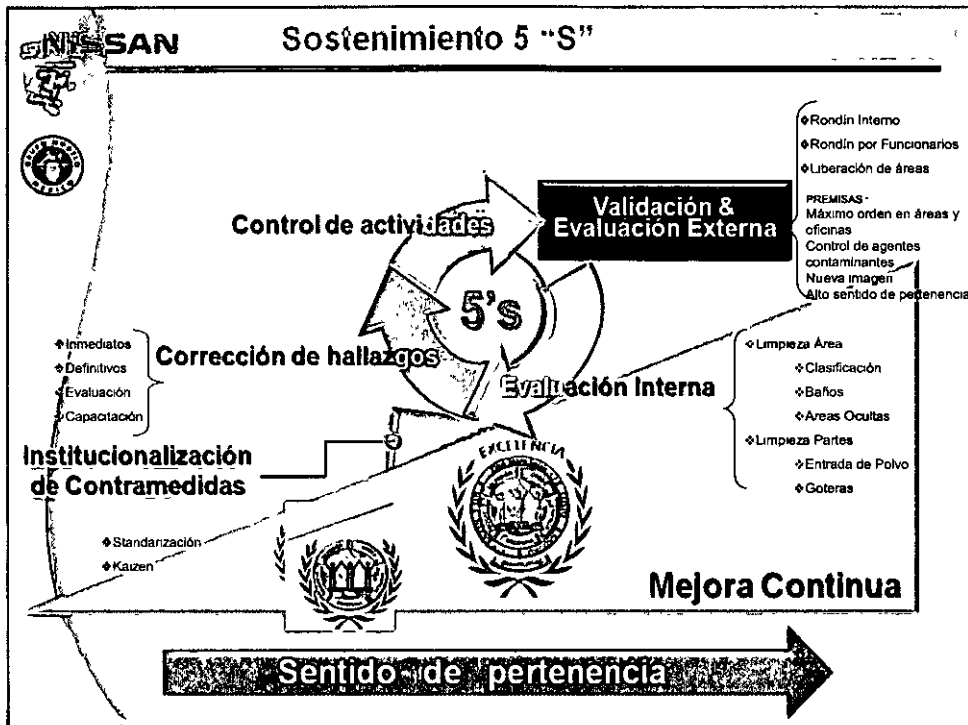 NISSAN
Sostenimiento 5 "S"
GRUPO
MEXICO
❖Rondín Interno
❖Rondín por Funcionarios
❖Liberación de áreas
PREMISAS-
Máximo orden en áreas y
oficinas
Control de agentes
contaminantes
Nueva imagen
Alto sentido de pertenencia
Control de actividades
Validación &
Evaluación Externa
5's
❖Inmediatos
❖Definitivos
❖Evaluación
❖Capacitación
Corrección de hallazgos
Evaluación Interna
❖Limpieza Área
❖Clasificación
❖Baños
❖Areas Ocultas
❖Limpieza Partes
❖Entrada de Polvo
❖Goteras
Institucionalización
de Contramedidas
EXCELENCIA
❖Standarización
❖Kaizen
Mejora Continua
Sentido de pertenencia